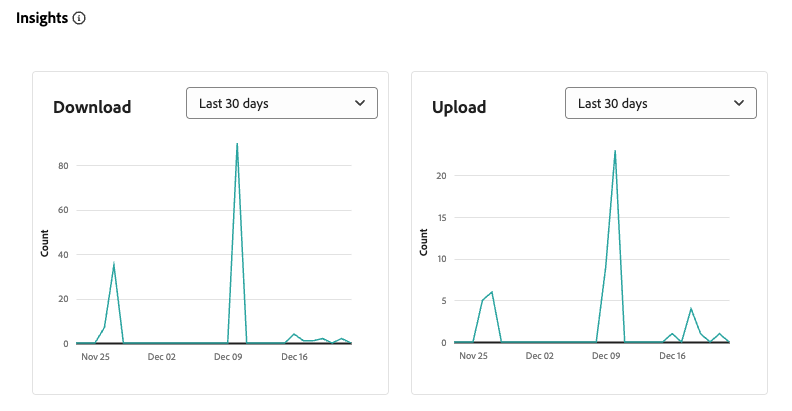 Insights
Download
Last 30 days
Count
80
60
40
20
0
Nov 25
Dec 02
Dec 09
Dec 16
Upload
Last 30 days
Count
20
15
10
5
0
Nov 25
Dec 02
Dec 09
Dec 16